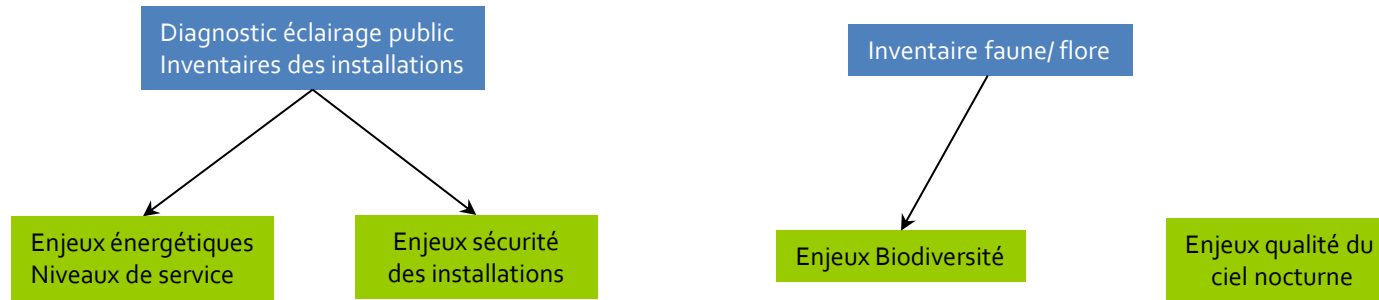 Diagnostic éclairage public
Inventaires des installations
Inventaire faune/ flore
Enjeux énergétiques
Niveaux de service
Enjeux sécurité
des installations
Enjeux Biodiversité
Enjeux qualité du
ciel nocturne